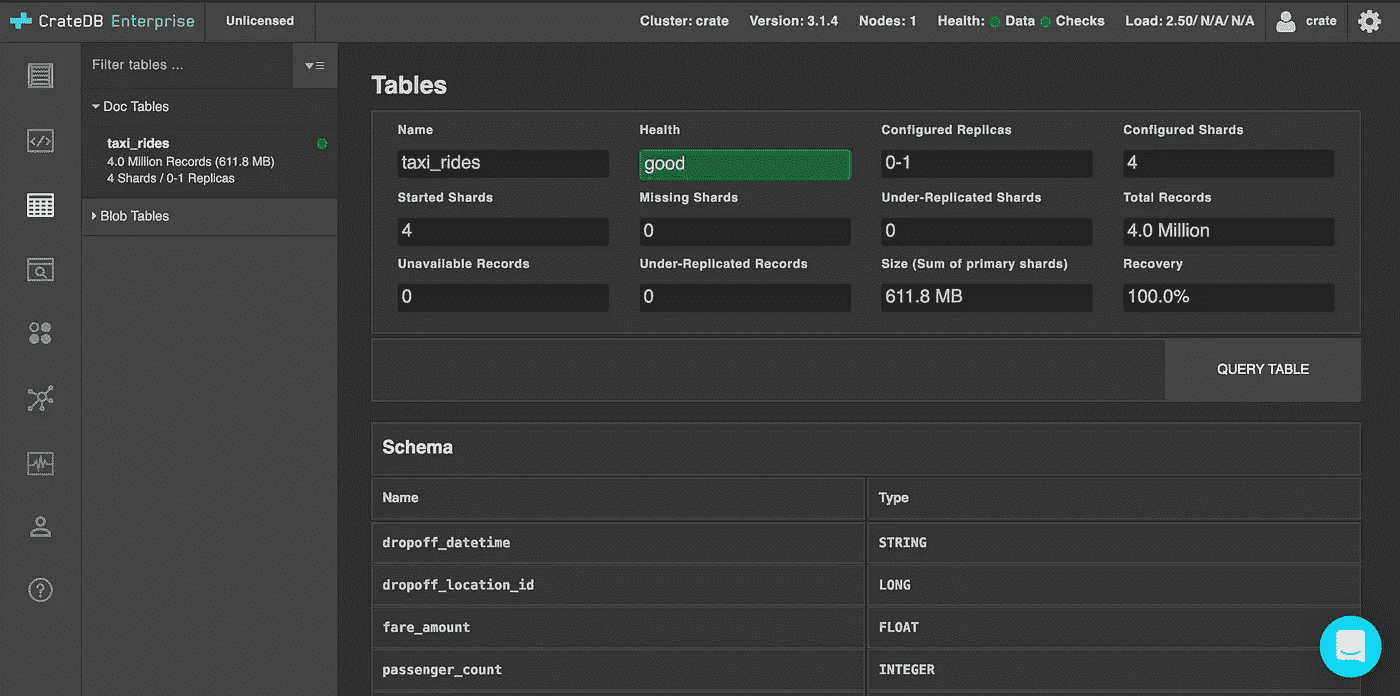 CrateDB Enterprise
Unlicensed
Cluster: crate Version: 3.1.4 Nodes: 1 Health: Data Checks Load: 2.50/ N/A/ N/A
crate
Filter tables ...
Doc Tables
taxi_rides
4.0 Million Records (611.8 MB)
4 Shards / 0-1 Replicas
Blob Tables
Tables
Name Health Configured Replicas Configured Shards
taxi_rides good 0-1 4
Started Shards Missing Shards Under-Replicated Shards Total Records
4 0 0 4.0 Million
Unavailable Records Under-Replicated Records Size (Sum of primary shards) Recovery
0 0 611.8 MB 100.0%
QUERY TABLE
Schema
Name Type
dropoff_datetime STRING
dropoff_location_id LONG
fare_amount FLOAT
passenger_count INTEGER